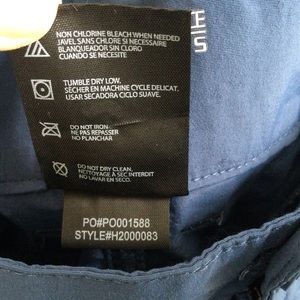 NON CHLORINE BLEACH WHEN NEEDED
JAVEL SANS CLOR SI NECESSAIRE
BLANQUEADOR SIN CLORO
CUANDO SE NECESITE
TUMBLE DRY LOW.
SÉCHER EN MACHINE CYCLE DELICAT.
USAR SECADORA CICLO SUAVE.
DO NOT IRON.
NE PAS REPASSER
NO PLANCHAR
DO NOT DRY CLEAN.
NETTOYAGE À SEC INTERDIT
NO LAVAR EN SECO.
PO#PO001588
STYLE#H2000083